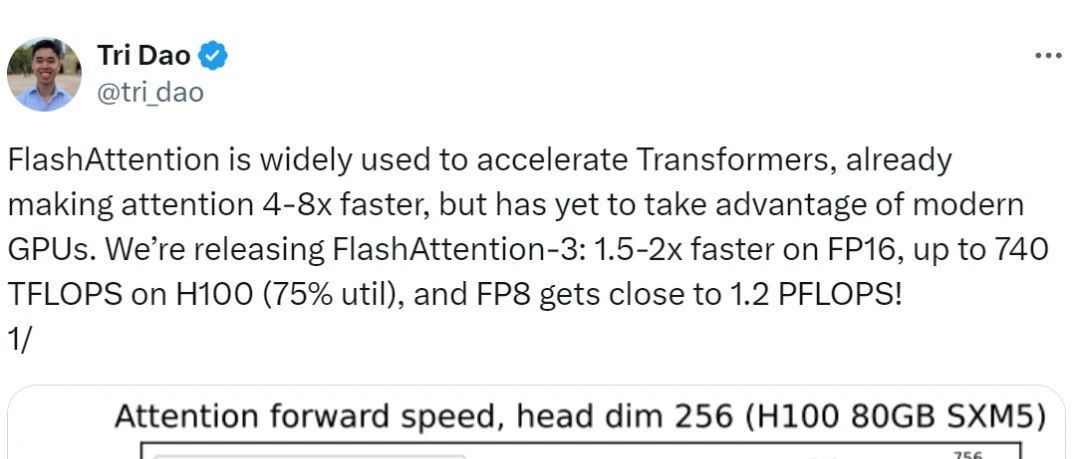 Tri Dao
@tri_dao
FlashAttention is widely used to accelerate Transformers, already
making attention 4-8x faster, but has yet to take advantage of modern
GPUs. We’re releasing FlashAttention-3: 1.5-2x faster on FP16, up to 740
TFLOPS on H100 (75% util), and FP8 gets close to 1.2 PFLOPS!
1/
Attention forward speed, head dim 256 (H100 80GB SXM5)
756